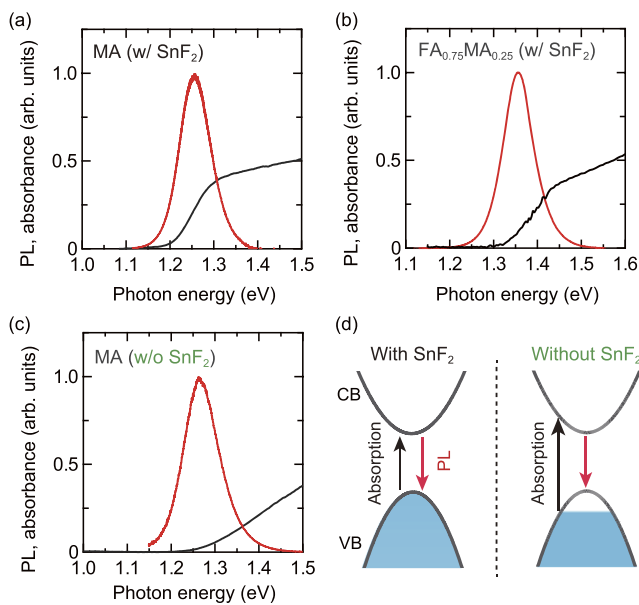 (a)
MA (w/ SnF₂)
PL, absorbance (arb. units)
1.0
0.5
0
1.0 1.1 1.2 1.3 1.4 1.5
Photon energy (eV)
(b)
FA₀.₇₅MA₀.₂₅ (w/ SnF₂)
PL, absorbance (arb. units)
1.0
0.5
0
1.1 1.2 1.3 1.4 1.5 1.6
Photon energy (eV)
(c)
MA (w/o SnF₂)
PL, absorbance (arb. units)
1.0
0.5
0
1.0 1.1 1.2 1.3 1.4 1.5
Photon energy (eV)
(d)
With SnF₂
Without SnF₂
CB
Absorption
PL
Absorption
VB